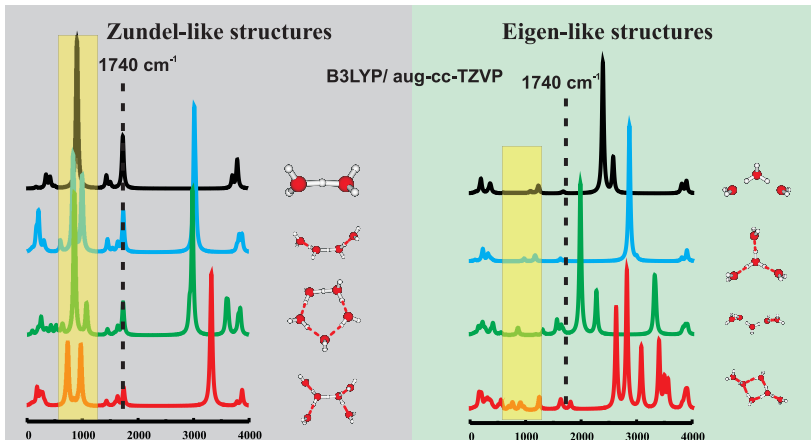 Zundel-like structures
Eigen-like structures
1740 cm-1
B3LYP/ aug-cc-TZVP
1740 cm-1
0 1000 2000 3000 4000
0 1000 2000 3000 4000